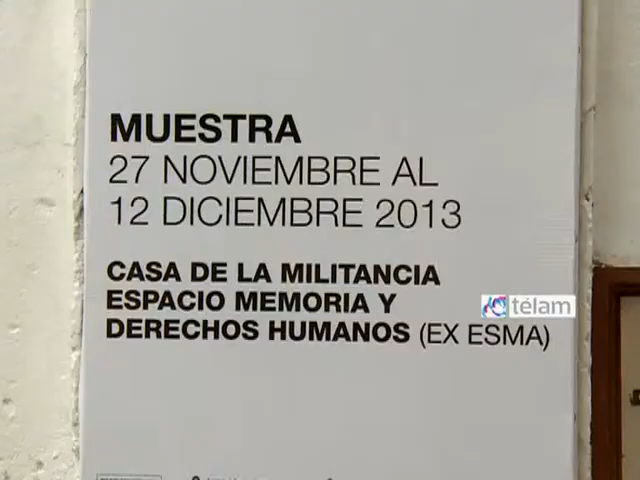 MUESTRA
27 NOVIEMBRE AL
12 DICIEMBRE 2013
CASA DE LA MILITANCIA
ESPACIO MEMORIA Y
DERECHOS HUMANOS (EX ESMA)
télam